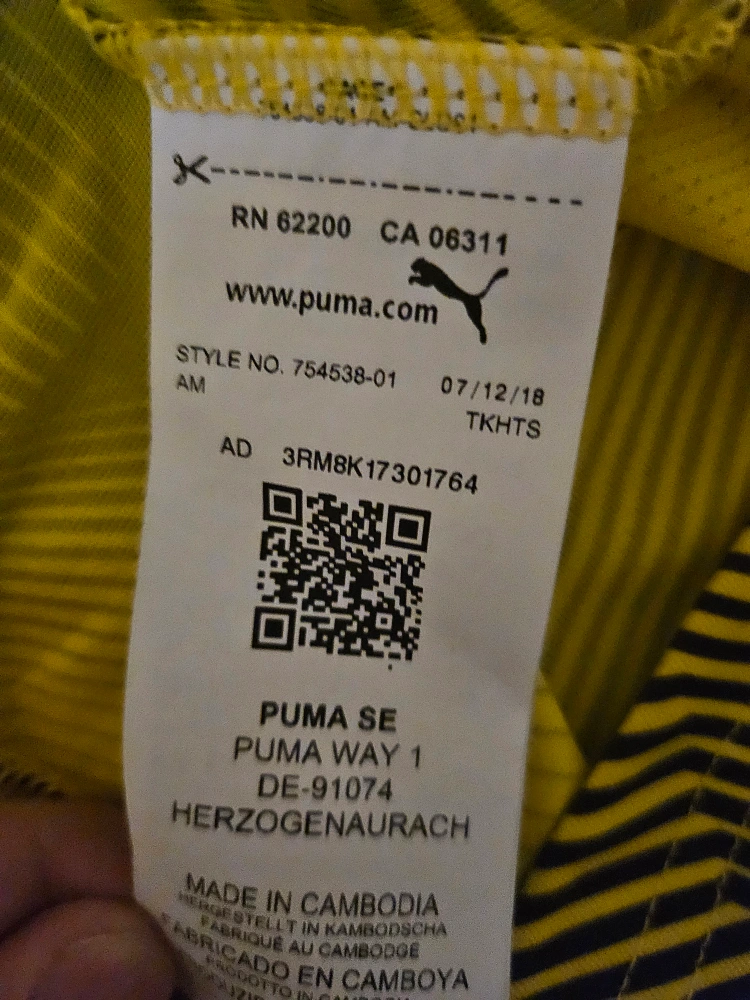 RN 62200 CA 06311
www.puma.com
STYLE NO. 754538-01 07/12/18
AM TKHTS
AD 3RM8K17301764
PUMA SE
PUMA WAY 1
DE-91074
HERZOGENAURACH
MADE IN CAMBODIA
HERGESTELLT IN KAMBODSCHA
FABRIQUÉ AU CAMBODGE
FABRICADO EN CAMBOYA
PRODOTTO IN